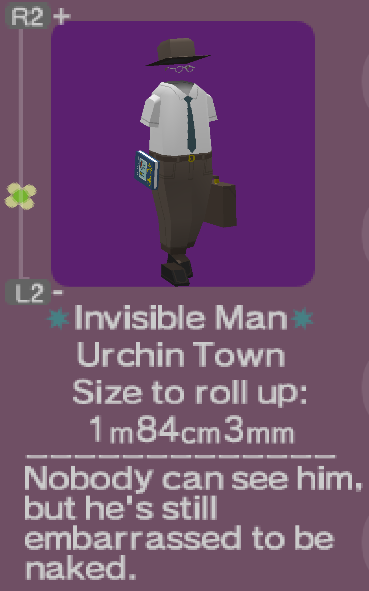 R2 +
L2 -
Invisible Man
Urchin Town
Size to roll up:
1m84cm3mm
Nobody can see him,
but he's still
embarrassed to be
naked.